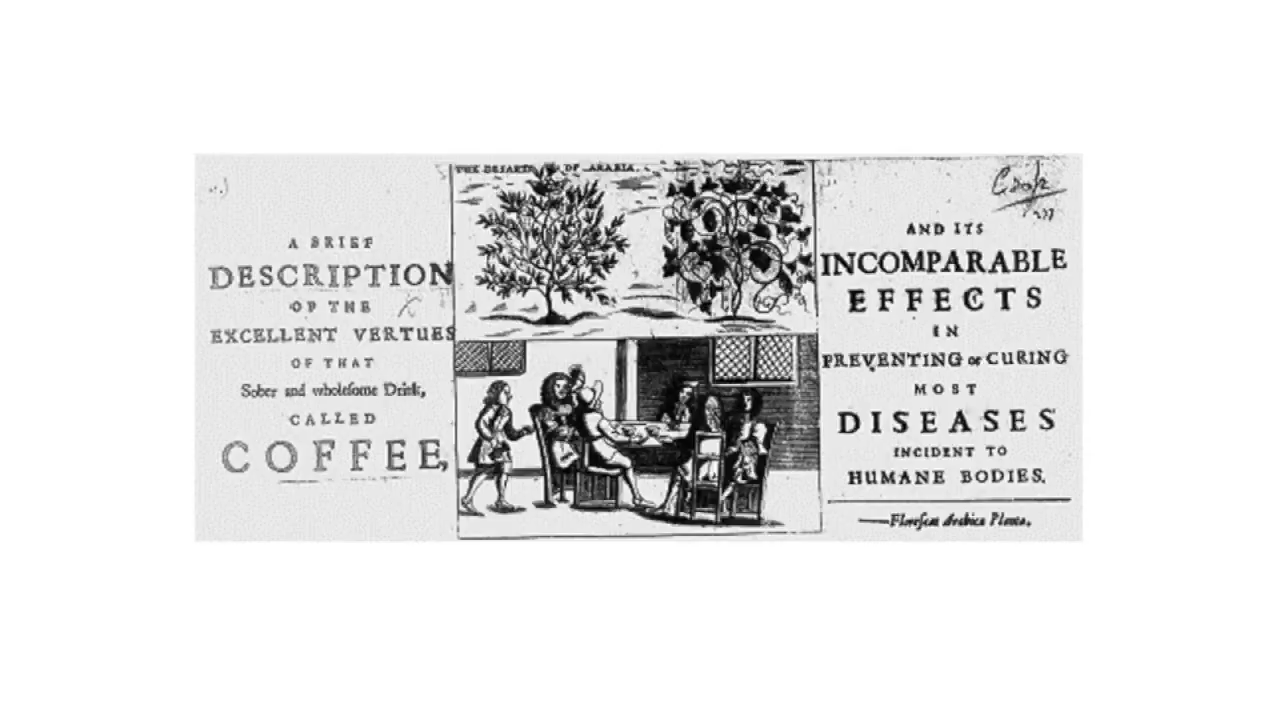 A BRIEF
DESCRIPTION
OF THE
EXCELLENT VERTUES
OF THAT
Sober and wholesome Drink,
CALLED
COFFEE,
THE DESARTS OF ARABIA.
AND ITS
INCOMPARABLE
EFFECTS
IN
PREVENTING or CURING
MOST
DISEASES
INCIDENT TO
HUMANE BODIES.
Arabica Planta.